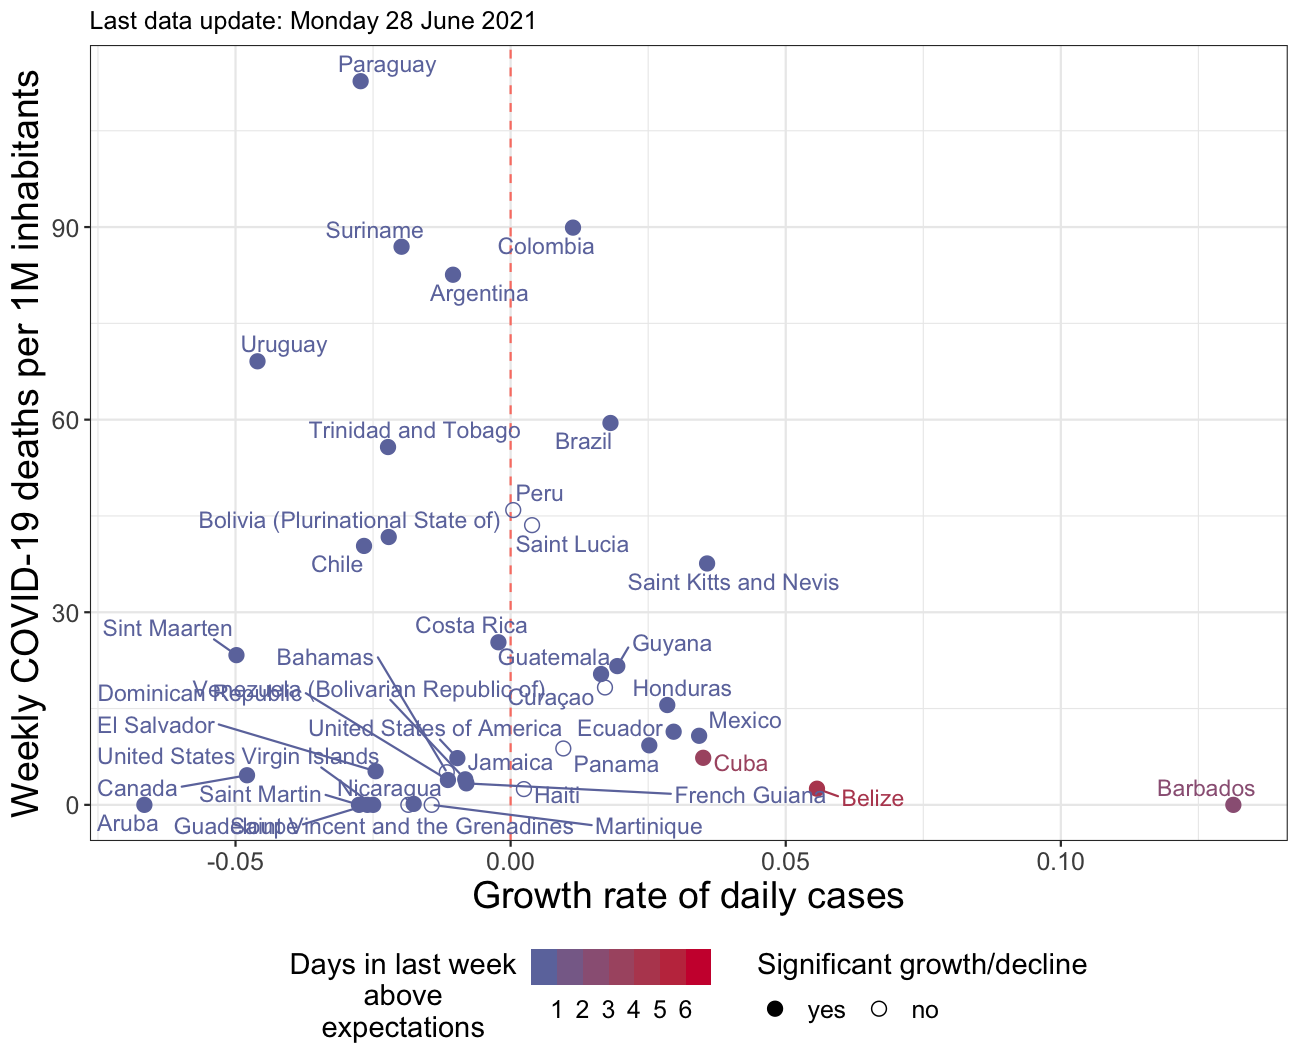 Last data update: Monday 28 June 2021
Weekly COVID-19 deaths per 1M inhabitants
90
60
30
0
Paraguay
Suriname
Colombia
Argentina
Uruguay
Trinidad and Tobago
Brazil
Peru
Bolivia (Plurinational State of)
Saint Lucia
Chile
Saint Kitts and Nevis
Sint Maarten
Costa Rica
Guyana
Bahamas
Guatemala
Dominican Republic
Venezuela (Bolivarian Republic of)
Curaçao
Honduras
El Salvador
United States of America
Ecuador
Mexico
United States Virgin Islands
Jamaica
Panama
Cuba
Canada
Saint Martin
Nicaragua
Haiti
French Guiana
Belize
Barbados
Aruba
Guadeloupe
Saint Vincent and the Grenadines
Martinique
-0.05
0.00
0.05
0.10
Growth rate of daily cases
Days in last week
above
expectations
1 2 3 4 5 6
Significant growth/decline
yes
no